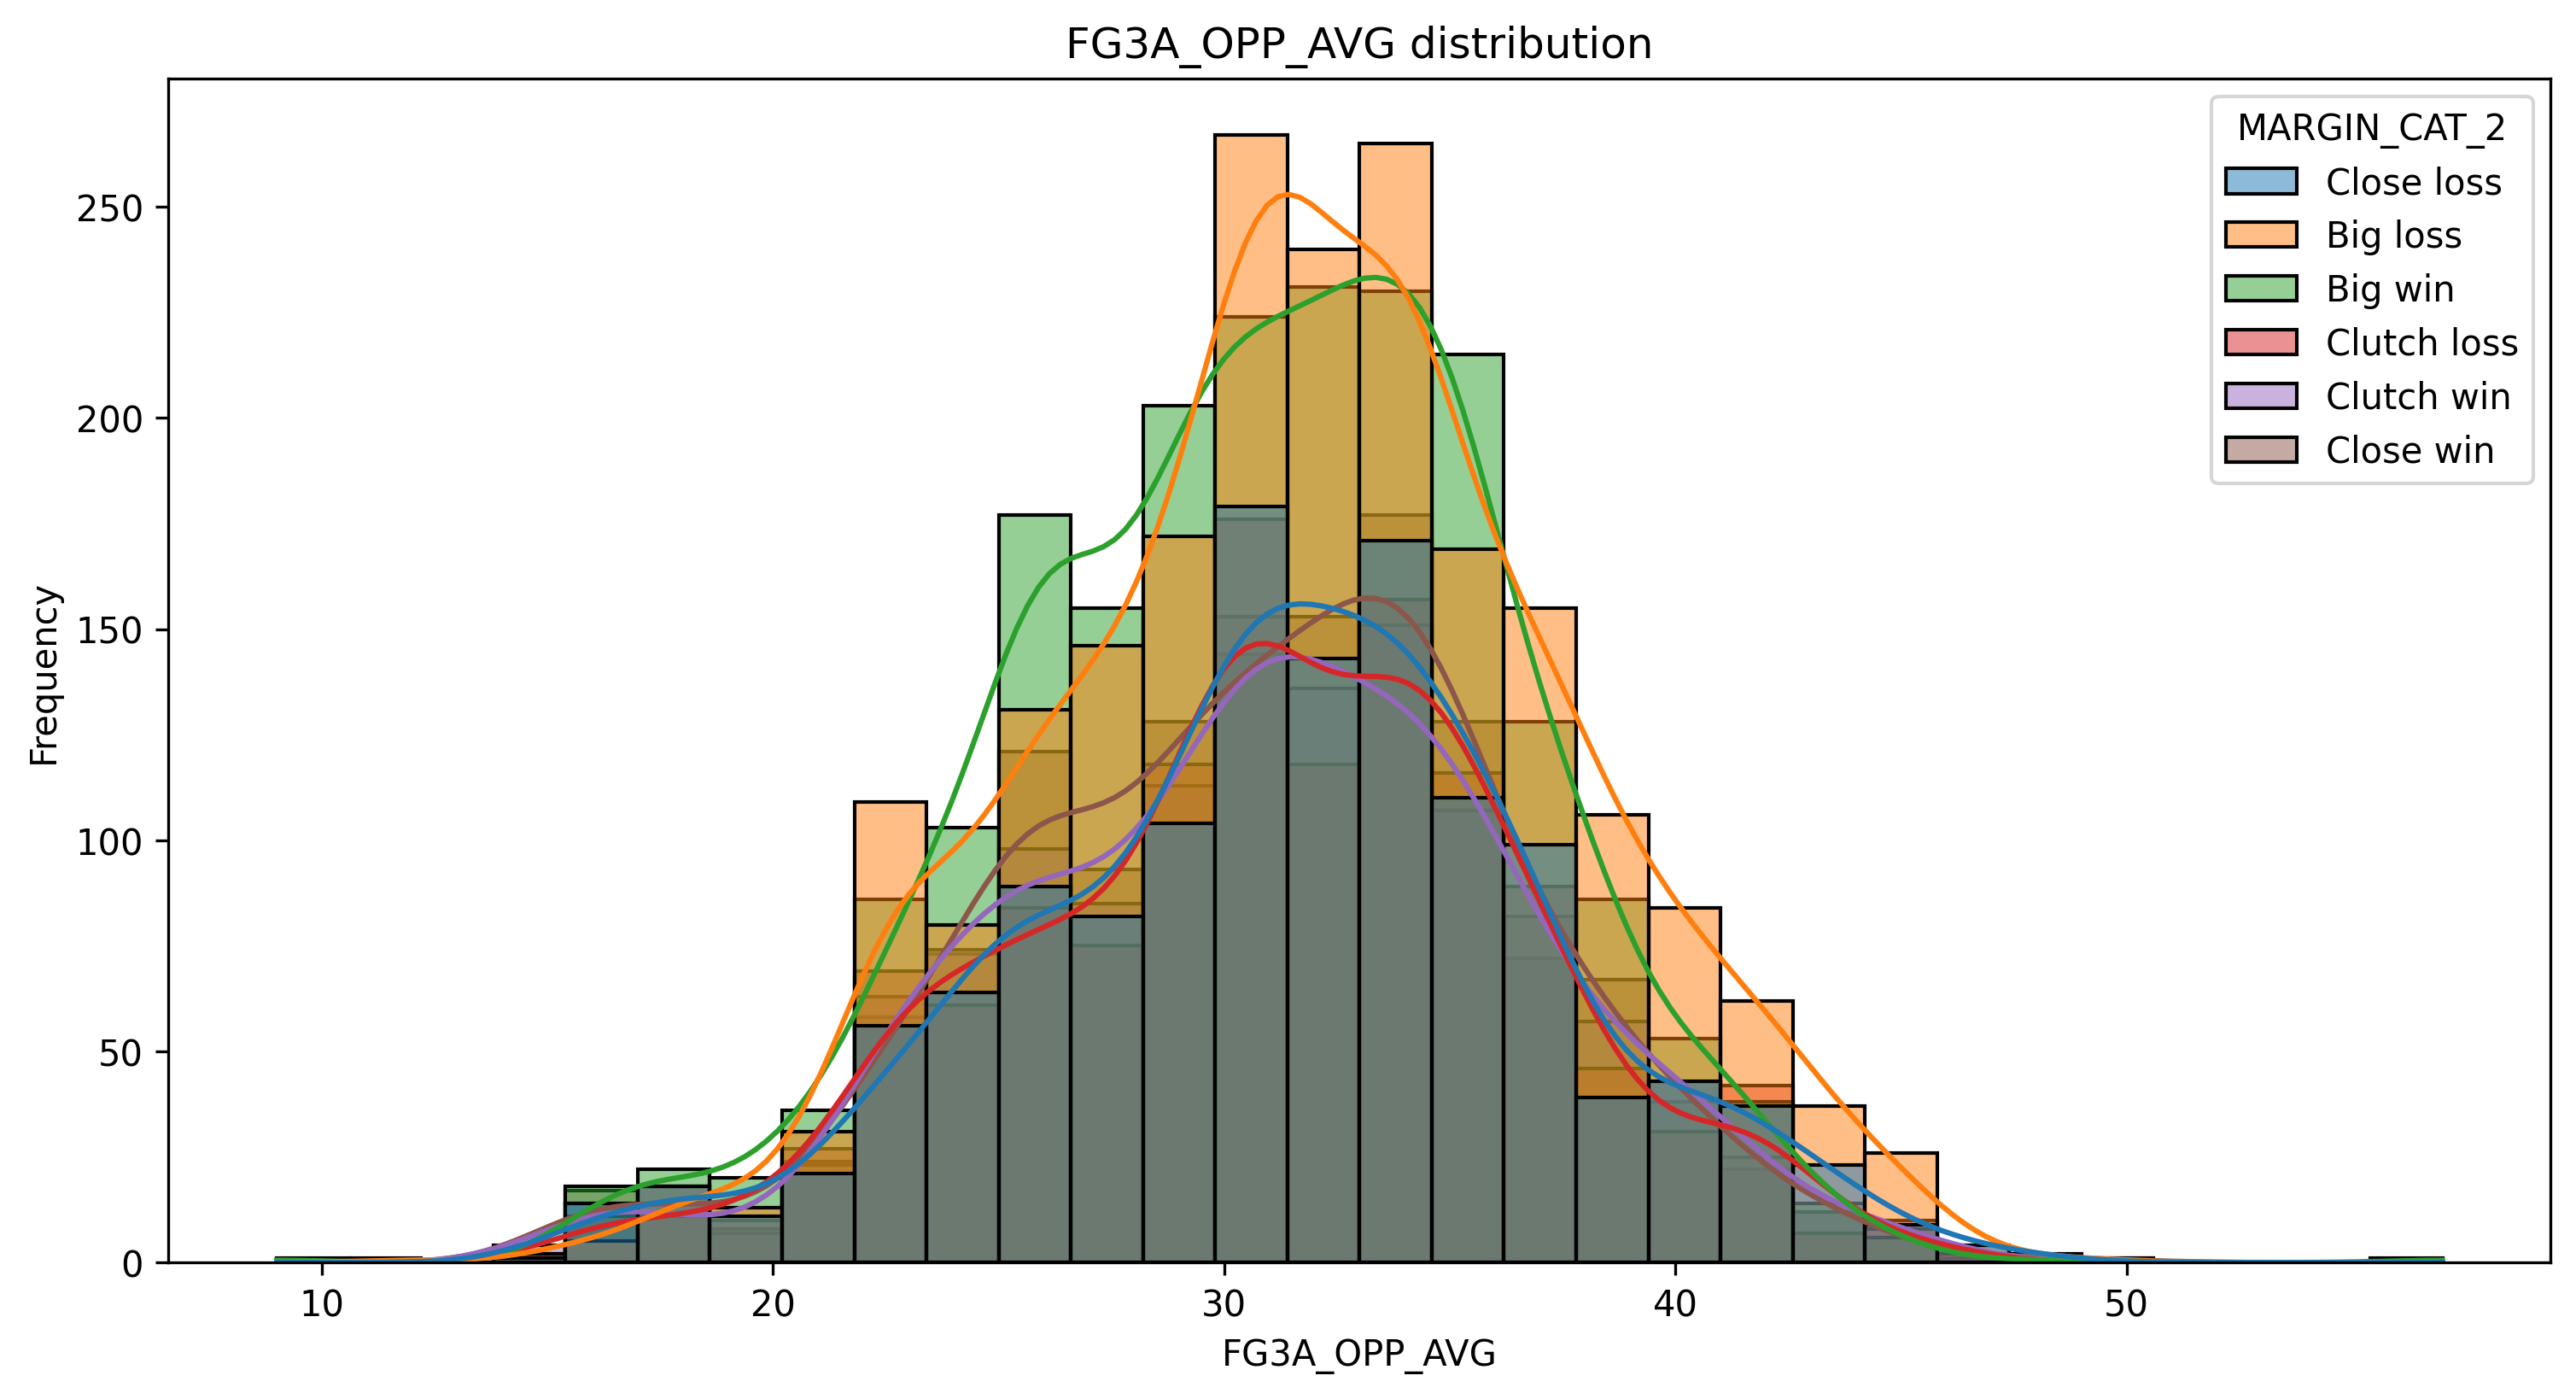 FG3A_OPP_AVG distribution
MARGIN_CAT_2
Close loss
Big loss
Big win
Clutch loss
Clutch win
Close win
Frequency
250
200
150
100
50
0
10 20 30 40 50
FG3A_OPP_AVG